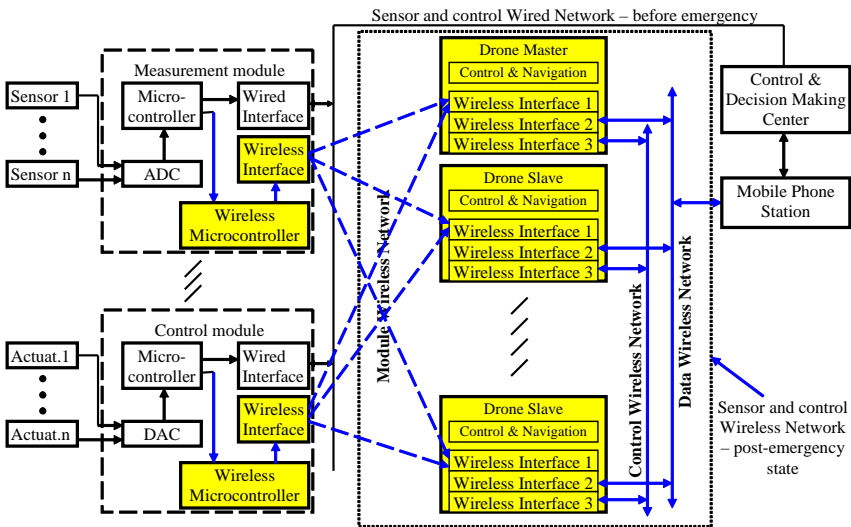 Sensor and control Wired Network – before emergency
Measurement module
Sensor 1
Sensor n
Micro-
controller
Wired
Interface
ADC
Wireless
Interface
Wireless
Microcontroller
Control module
Actuat.1
Actuat.n
Micro-
controller
Wired
Interface
DAC
Wireless
Interface
Wireless
Microcontroller
Module Wireless Network
Drone Master
Control & Navigation
Wireless Interface 1
Wireless Interface 2
Wireless Interface 3
Drone Slave
Control & Navigation
Wireless Interface 1
Wireless Interface 2
Wireless Interface 3
Drone Slave
Control & Navigation
Wireless Interface 1
Wireless Interface 2
Wireless Interface 3
Control Wireless Network
Data Wireless Network
Control &
Decision Making
Center
Mobile Phone
Station
Sensor and control
Wireless Network
– post-emergency
state